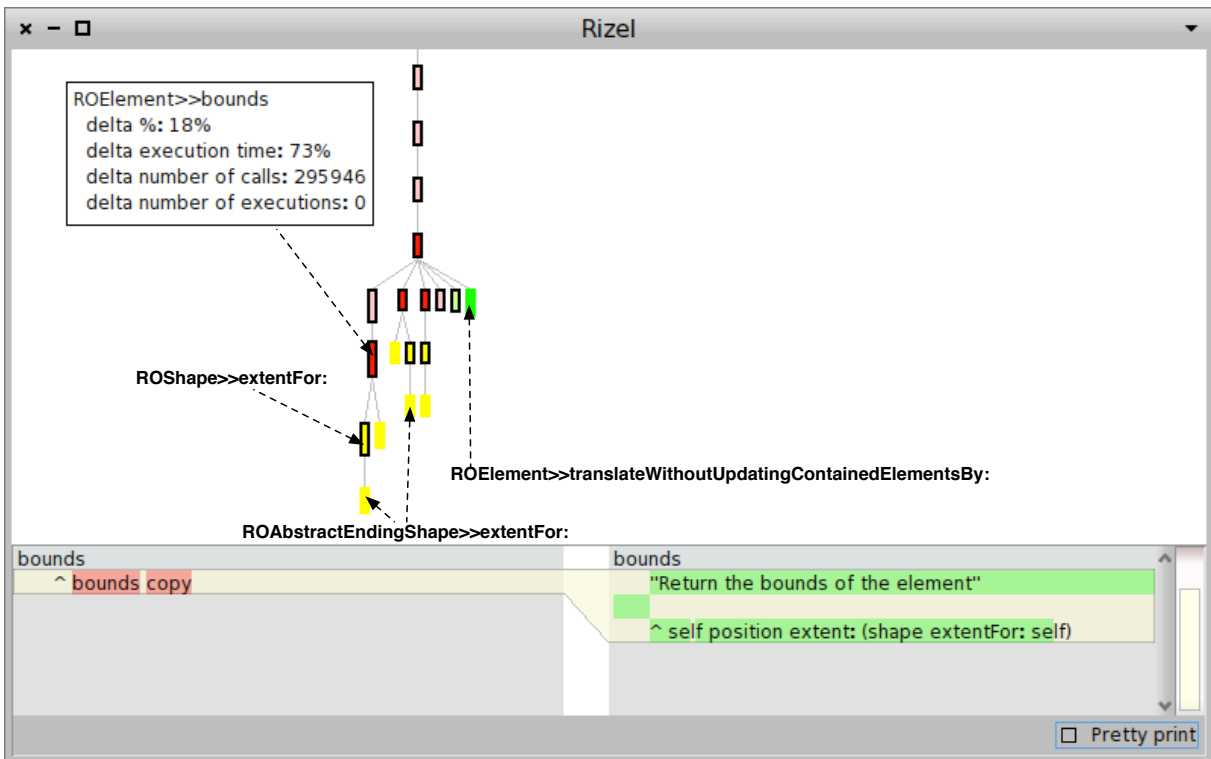 Rizel
ROElement>>bounds
delta %: 18%
delta execution time: 73%
delta number of calls: 295946
delta number of executions: 0
ROShape>>extentFor:
ROElement>>translateWithoutUpdatingContainedElementsBy:
ROAbstractEndingShape>>extentFor:
bounds
^ bounds copy
bounds
"Return the bounds of the element"
^ self position extent: (shape extentFor: self)
Pretty print